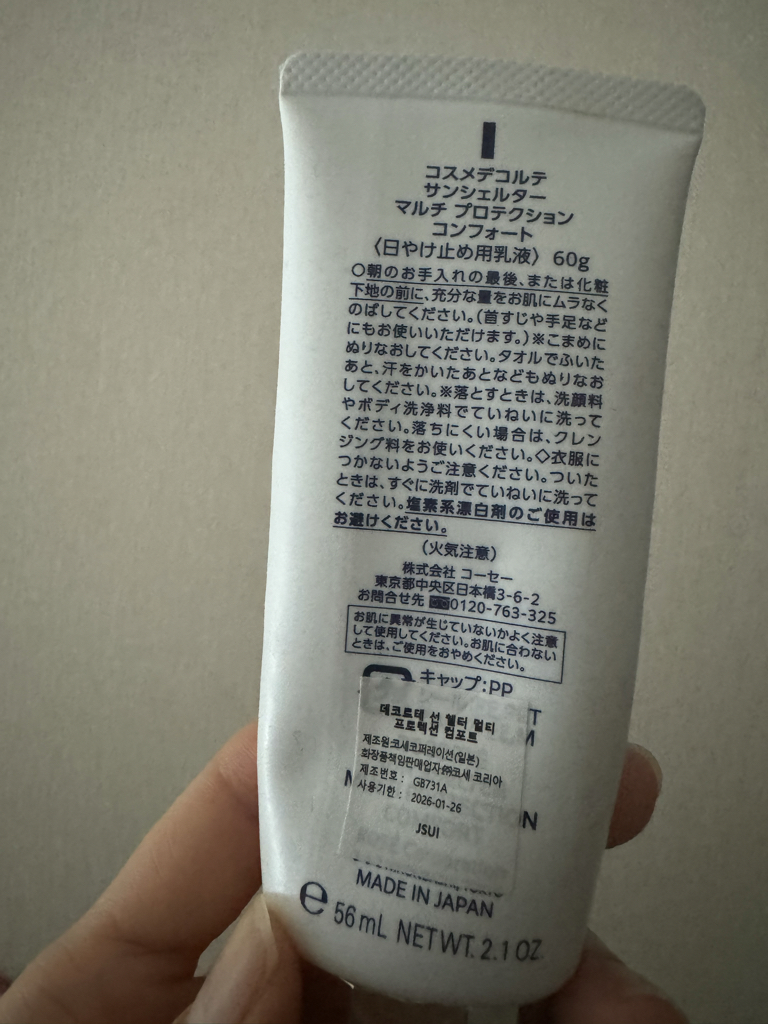 コスメデコルテ
サンシェルター
マルチ プロテクション
コンフォート
〈日やけ止め用乳液〉 60g
○朝のお手入れの最後、または化粧
下地の前に、充分な量をお肌にムラなく
のばしてください。(首すじや手足など
にもお使いいただけます。)※こまめに
ぬりなおしてください。タオルでふいた
あと、汗をかいたあとなどもぬりなお
してください。※落とすときは、洗顔料
やボディ洗浄料でていねいに洗って
ください。落ちにくい場合は、クレン
ジング料をお使いください。◇衣服に
つかないようご注意ください。ついた
ときは、すぐに洗剤でていねいに洗って
ください。塩素系漂白剤のご使用は
お避けください。
(火気注意)
株式会社 コーセー
東京都中央区日本橋3-6-2
お問合せ先 ☎0120-763-325
お肌に異常が生じていないかよく注意
して使用してください。お肌に合わない
ときは、ご使用をおやめください。
キャップ:PP
데코르테 선 쉘터 멀티
프로텍션 컴포트
제조원:코세코퍼레이션(일본)
화장품책임판매업자:㈜코세 코리아
제조번호 : GB731A
사용기한 : 2026-01-26
JSUI
MADE IN JAPAN
e 56mL NET WT. 2.1 OZ.